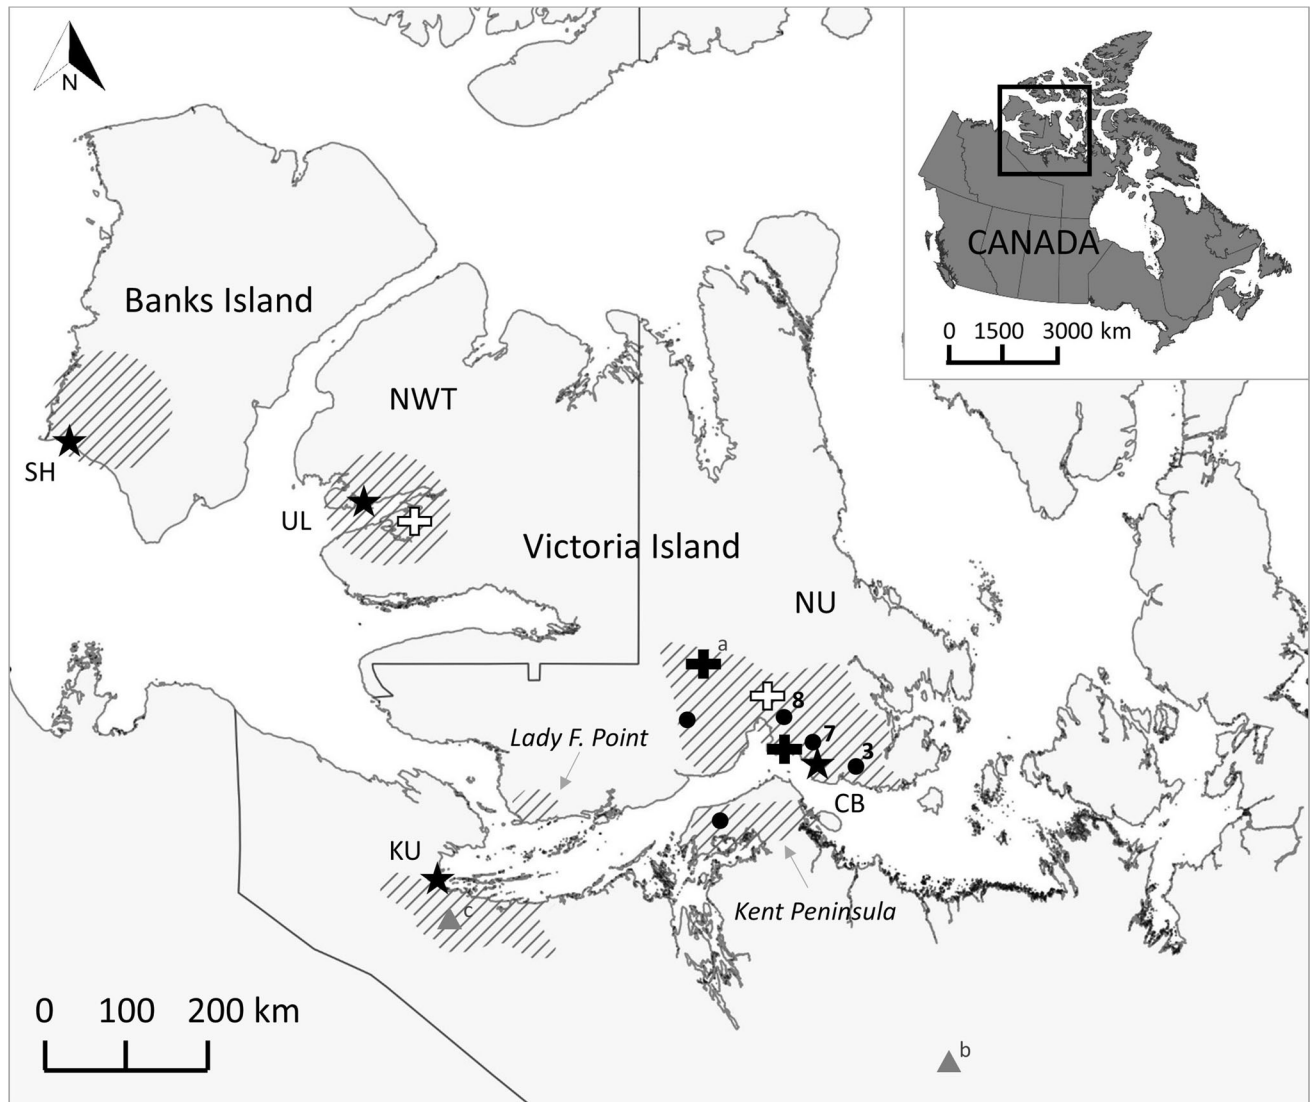 N
CANADA
0 1500 3000 km
Banks Island
NWT
SH
UL
Victoria Island
NU
a
8
Lady F. Point
7
3
CB
KU
c
Kent Peninsula
0 100 200 km
b